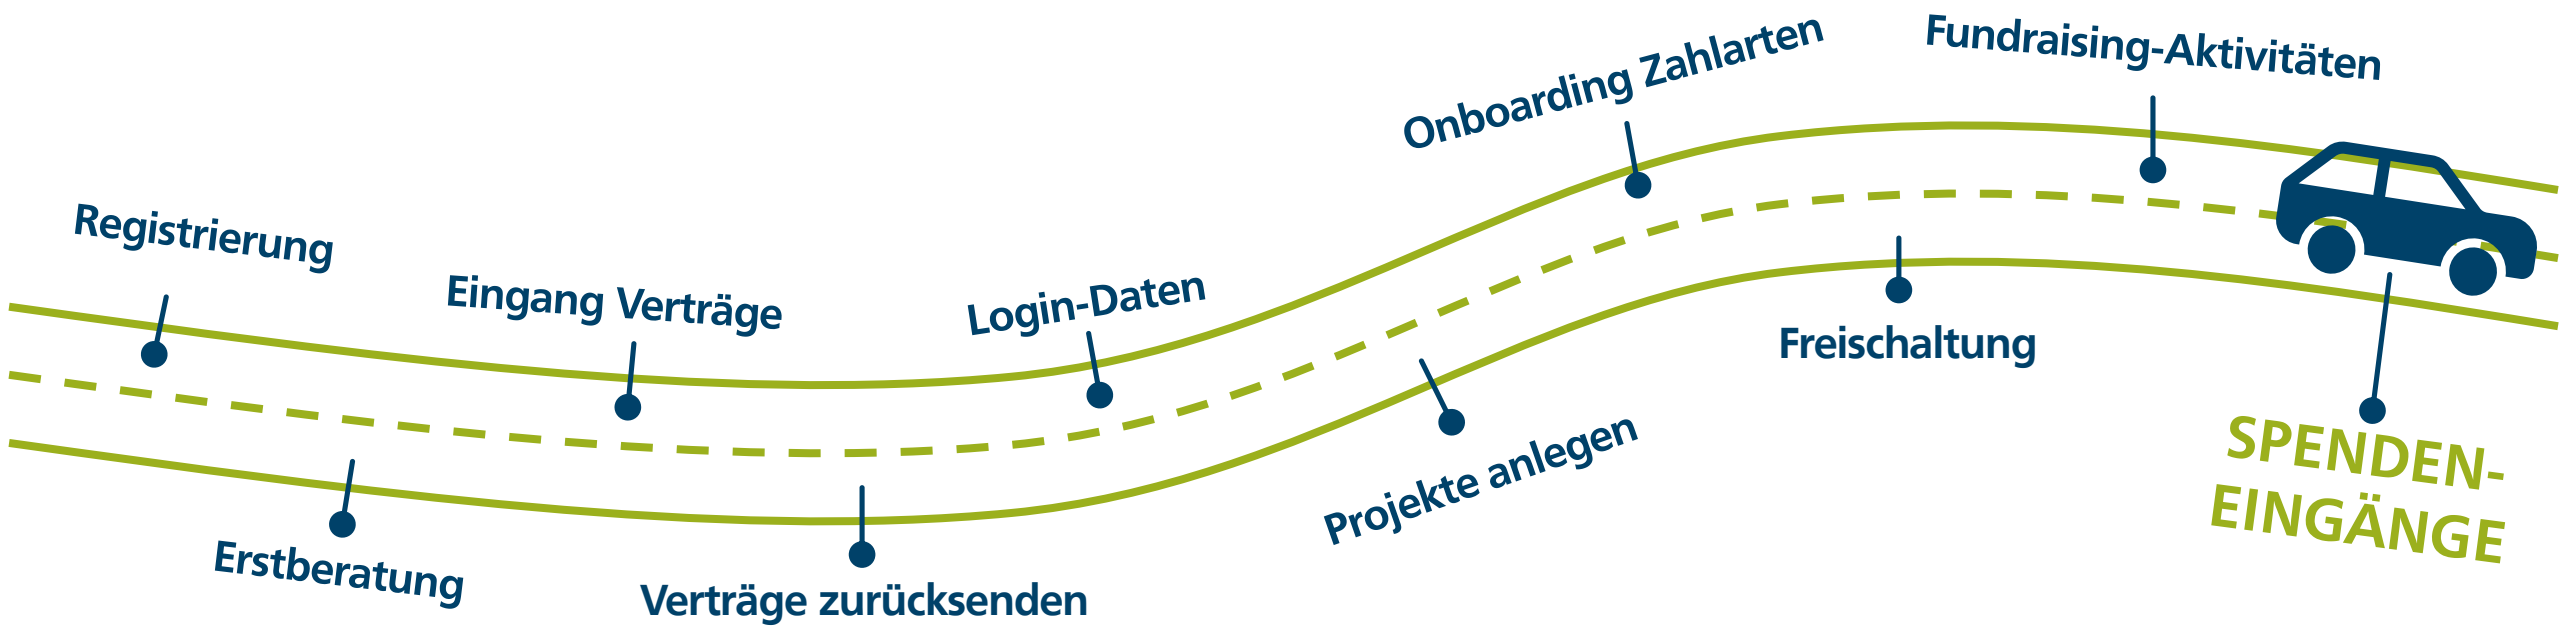 Registrierung
Erstberatung
Eingang Verträge
Verträge zurücksenden
Login-Daten
Projekte anlegen
Onboarding Zahlarten
Freischaltung
Fundraising-Aktivitäten
SPENDEN-
EINGÄNGE